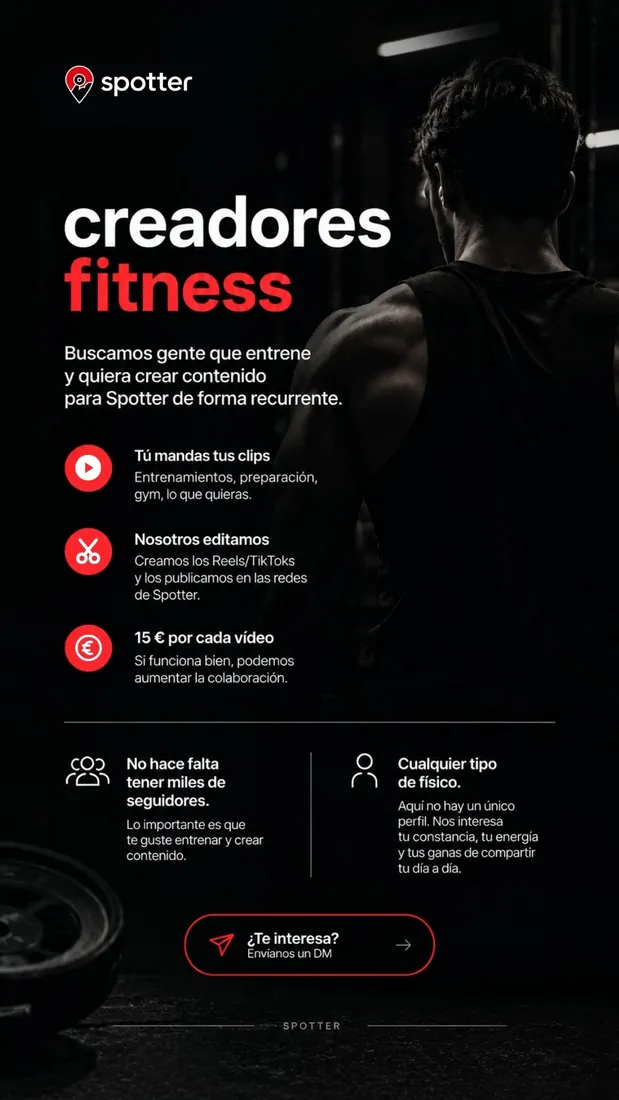 spotter
creadores
fitness
Buscamos gente que entrene
y quiera crear contenido
para Spotter de forma recurrente.
Tú mandas tus clips
Entrenamientos, preparación,
gym, lo que quieras.
Nosotros editamos
Creamos los Reels/TikToks
y los publicamos en las redes
de Spotter.
15 € por cada vídeo
Si funciona bien, podemos
aumentar la colaboración.
No hace falta
tener miles de
seguidores.
Lo importante es que
te guste entrenar y crear
contenido.
Cualquier tipo
de físico.
Aquí no hay un único
perfil. Nos interesa
tu constancia, tu energía
y tus ganas de compartir
tu día a día.
¿Te interesa?
Envíanos un DM
SPOTTER